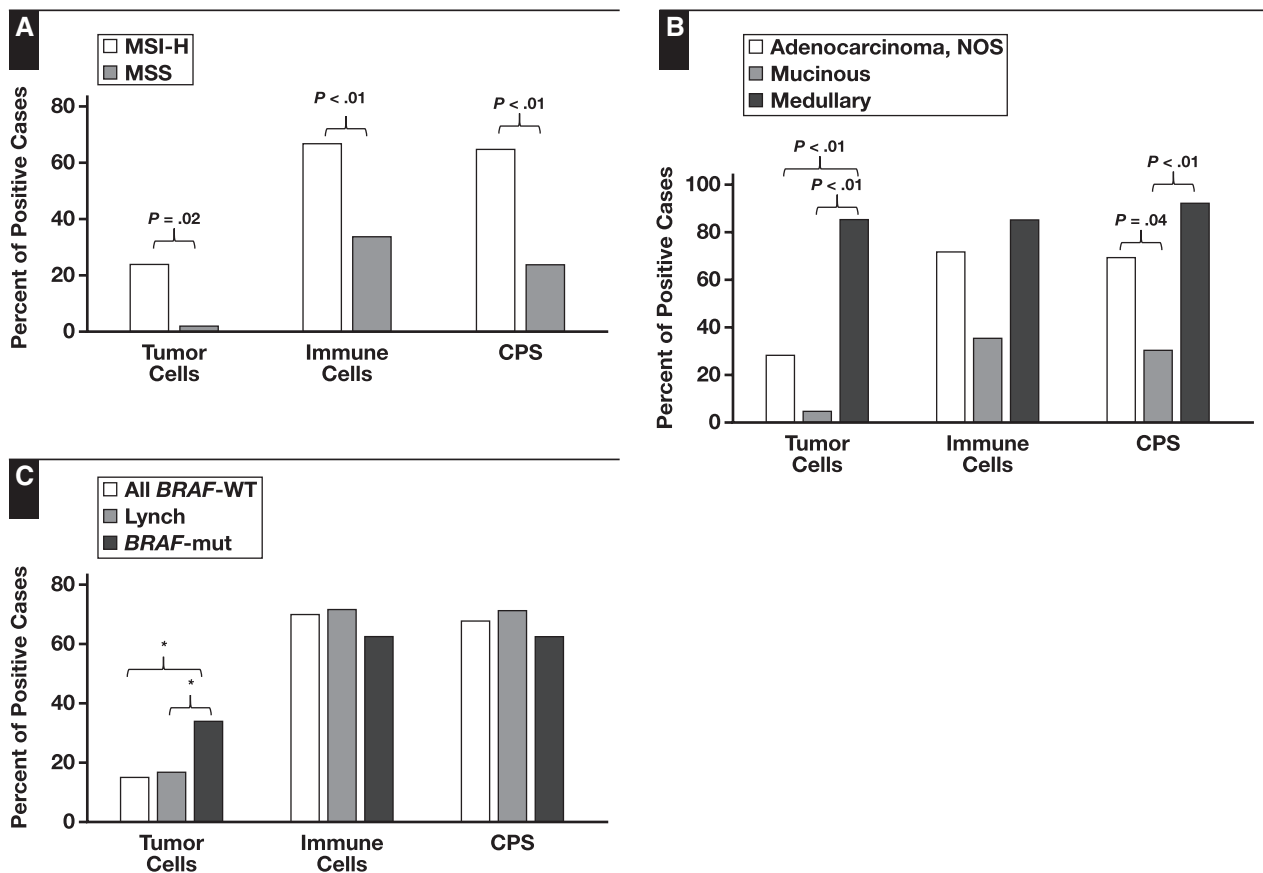 A
MSI-H
MSS
Percent of Positive Cases
80
60
40
20
0
P = .02
P < .01
P < .01
Tumor
Cells
Immune
Cells
CPS
B
Adenocarcinoma, NOS
Mucinous
Medullary
Percent of Positive Cases
100
80
60
40
20
0
P < .01
P < .01
P = .04
P < .01
Tumor
Cells
Immune
Cells
CPS
C
All BRAF-WT
Lynch
BRAF-mut
Percent of Positive Cases
80
60
40
20
0
*
*
Tumor
Cells
Immune
Cells
CPS